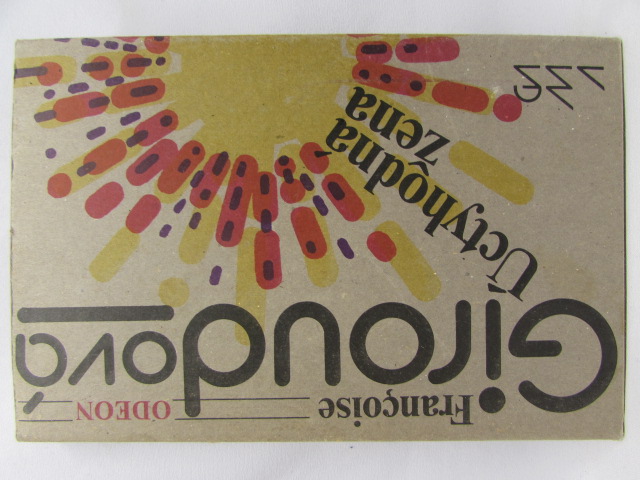 Françoise
ODEON
Giroudová
Úctyhodná
žena